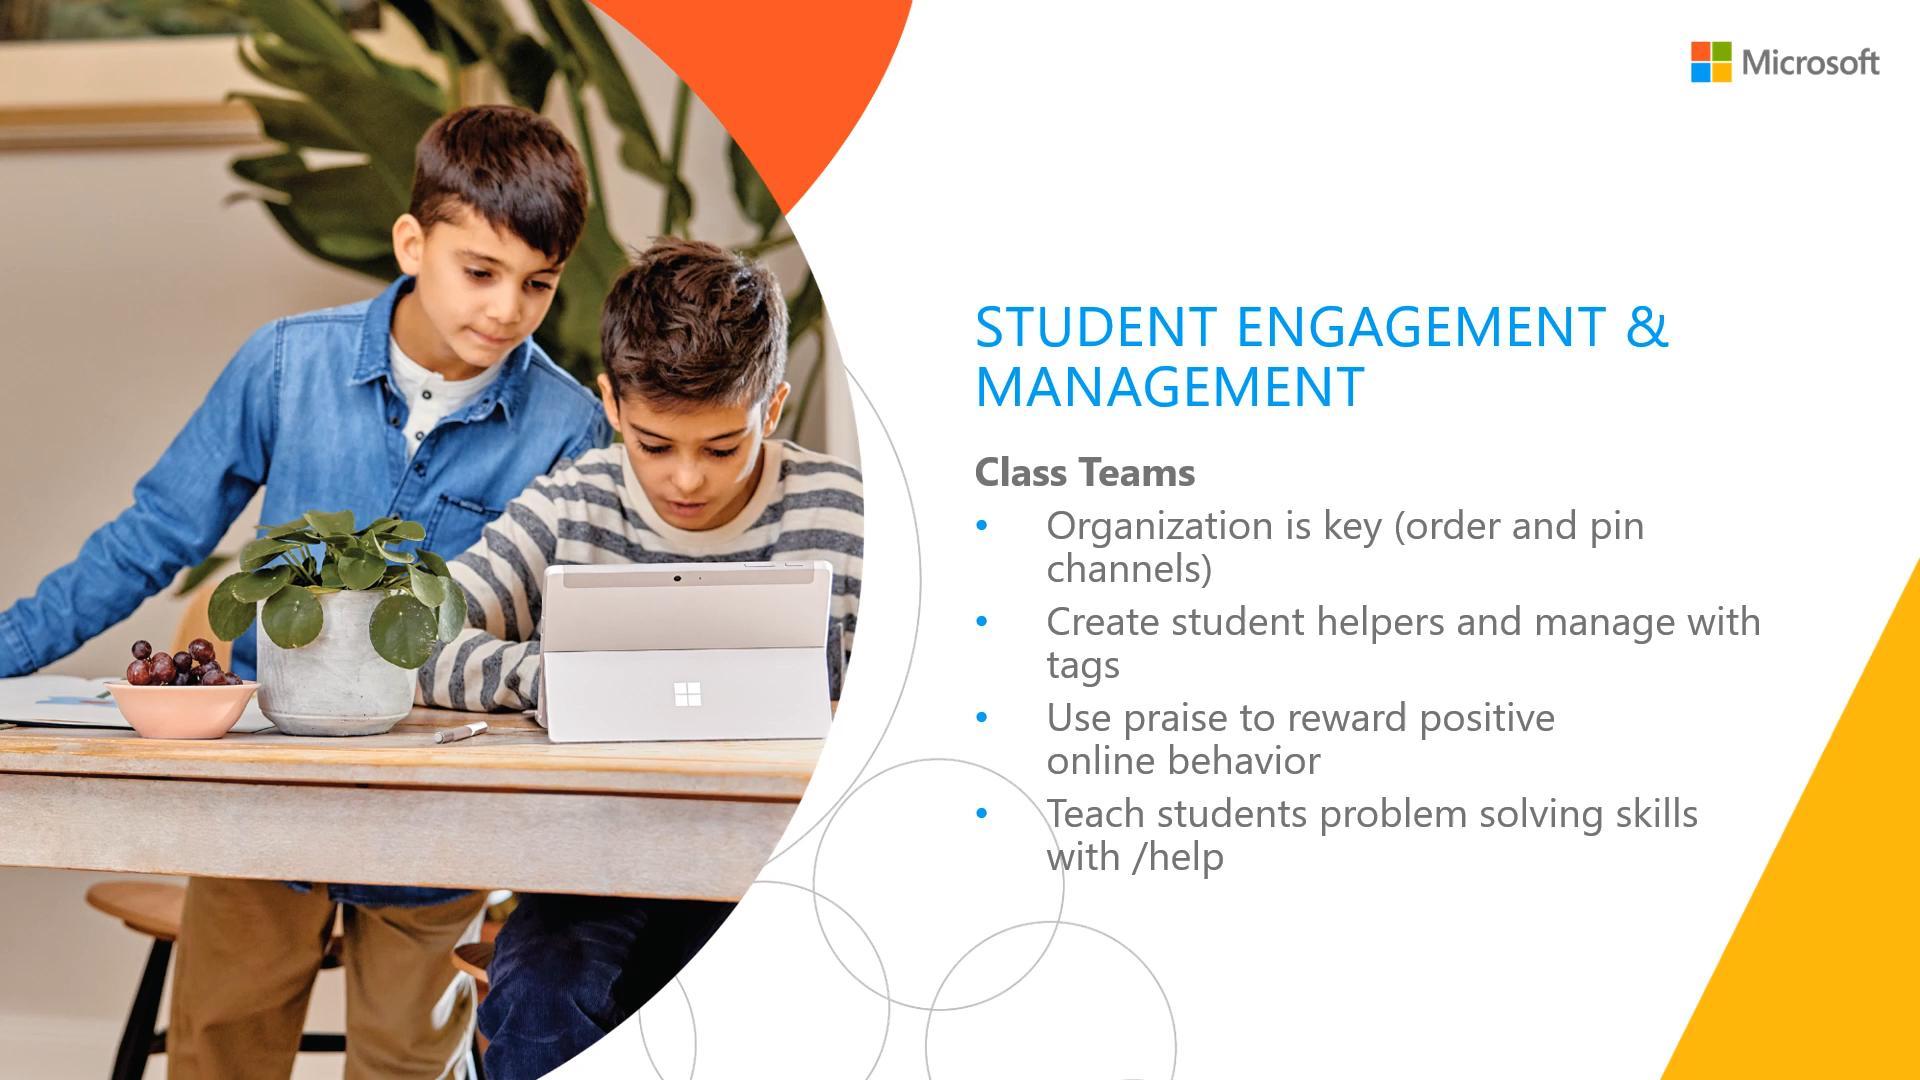 Microsoft
STUDENT ENGAGEMENT &
MANAGEMENT
Class Teams
• Organization is key (order and pin
channels)
• Create student helpers and manage with
tags
• Use praise to reward positive
online behavior
• Teach students problem solving skills
with /help